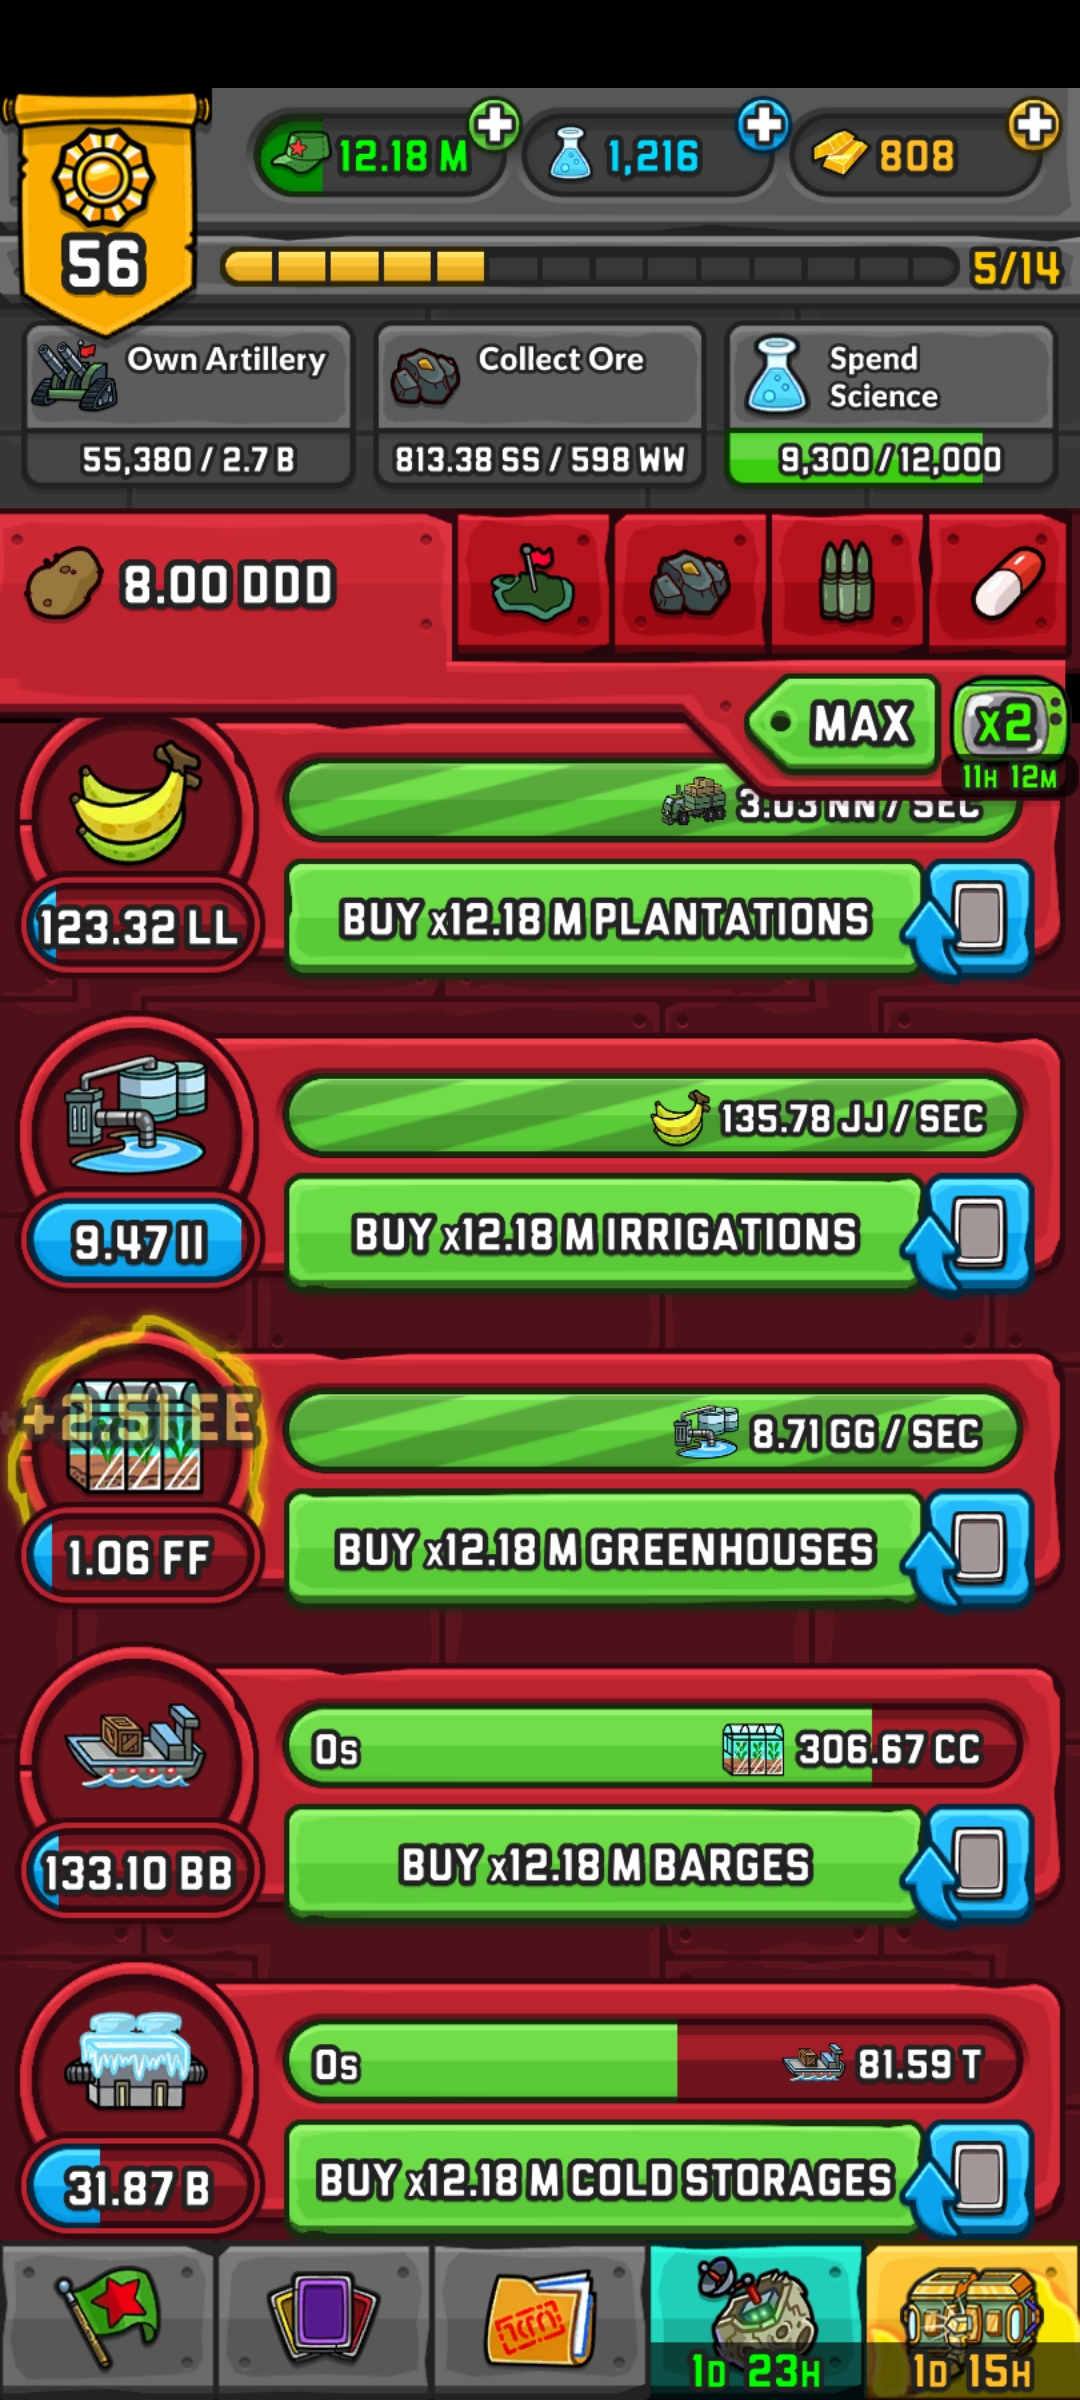 12.18 M
1,216
808
56
5/14
Own Artillery
55,380 / 2.7 B
Collect Ore
813.38 SS / 598 WW
Spend
Science
9,300 / 12,000
8.00 DDD
MAX
x2
11H 12M
3.03 NN / SEC
123.32 LL
BUY x12.18 M PLANTATIONS
135.78 JJ / SEC
9.47 II
BUY x12.18 M IRRIGATIONS
+2.51 EE
8.71 GG / SEC
1.06 FF
BUY x12.18 M GREENHOUSES
0s
306.67 CC
133.10 BB
BUY x12.18 M BARGES
0s
81.59 T
31.87 B
BUY x12.18 M COLD STORAGES
1D 23H
1D 15H